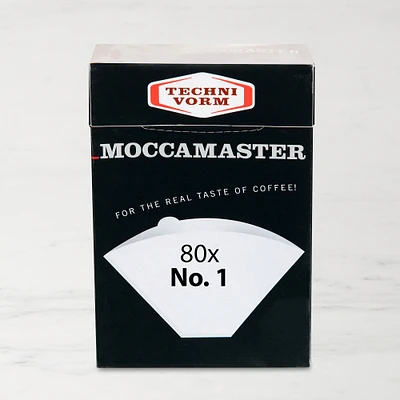 TECHNI
VORM
MOCCAMASTER
FOR THE REAL TASTE OF COFFEE!
80x
No. 1